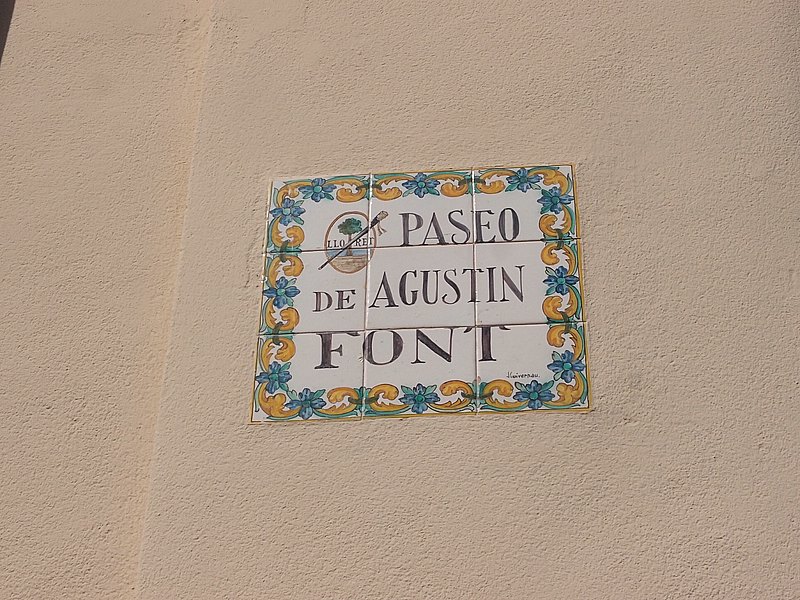 LLORET
PASEO
DE AGUSTIN
FONT